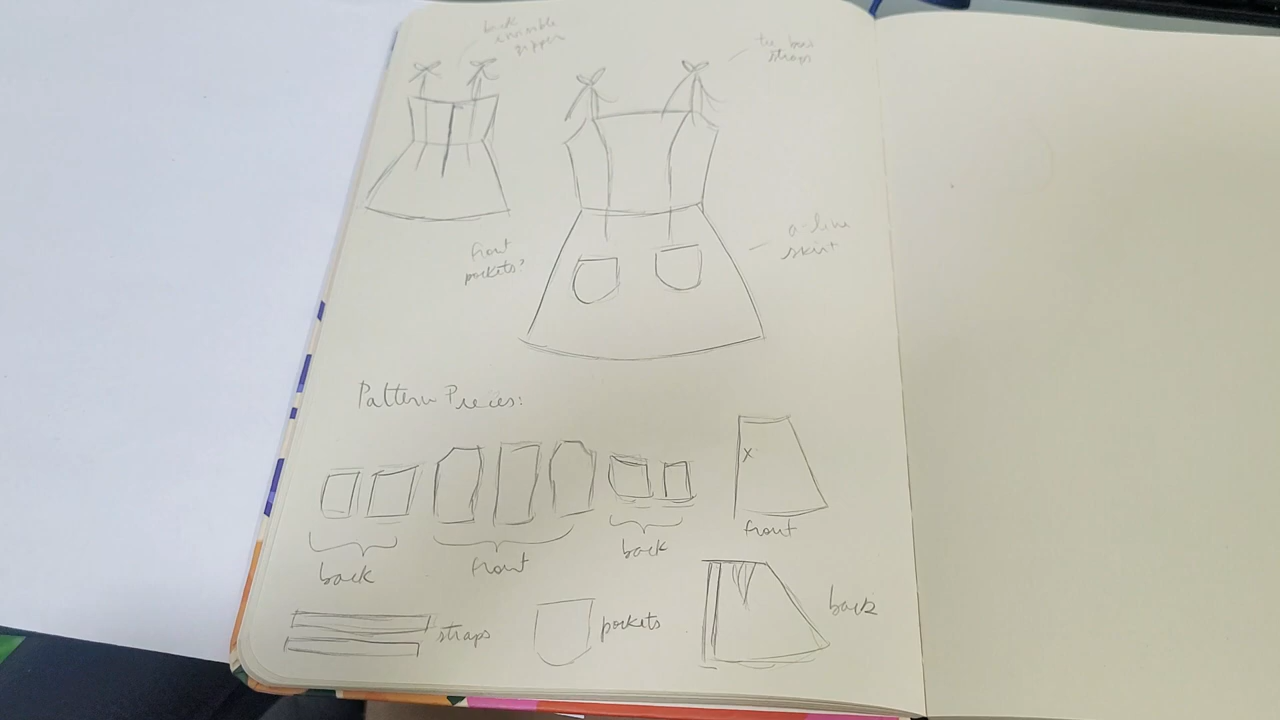 back
invisible
zipper
tie bow
straps
a-line
skirt
front
pockets?
Pattern Pieces:
back
front
back
x
front
straps
pockets
back